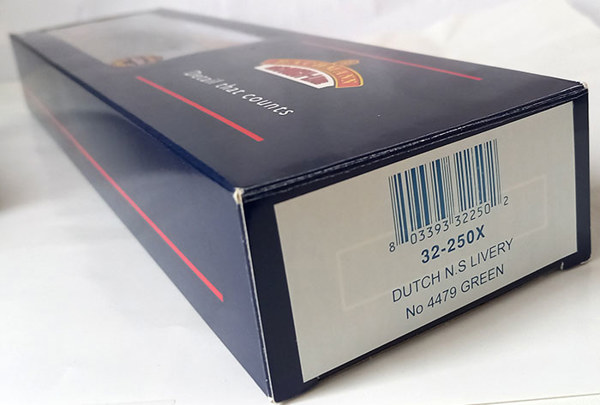 Detail that counts
8 03393 32250 2
32-250X
DUTCH N.S LIVERY
No 4479 GREEN